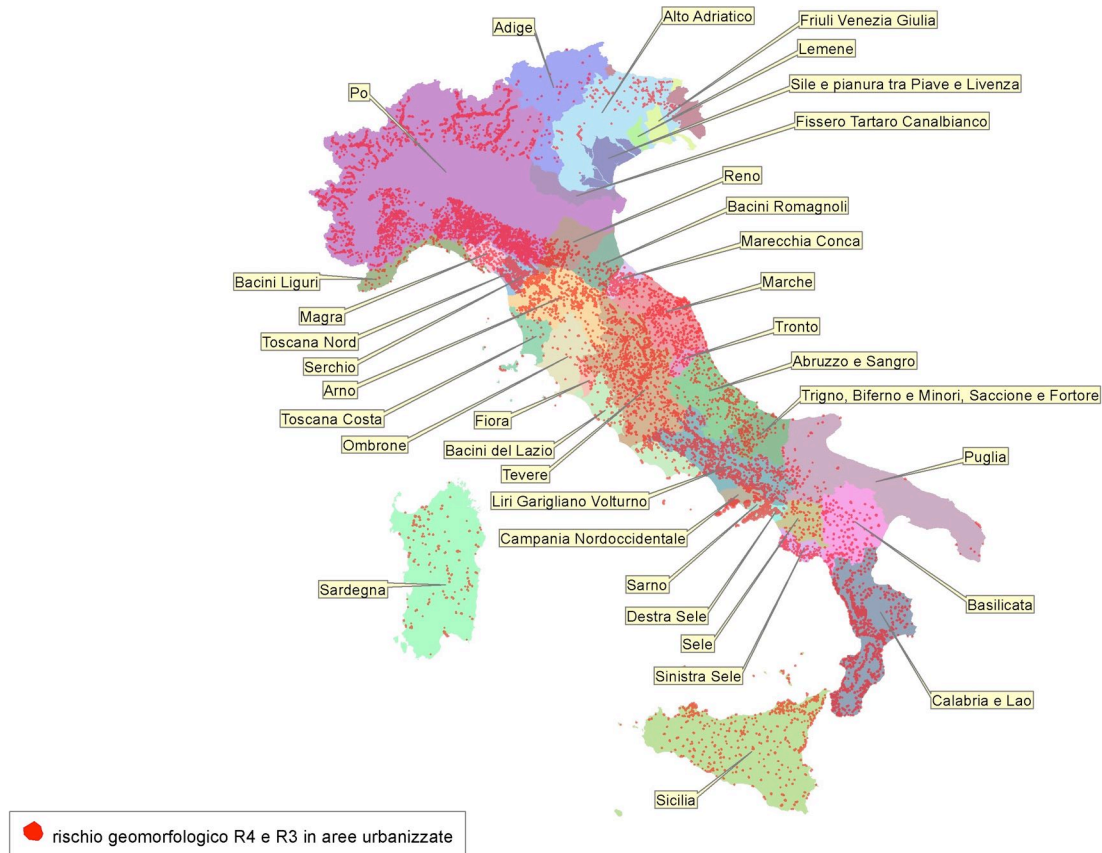 Adige
Alto Adriatico
Friuli Venezia Giulia
Lemene
Sile e pianura tra Piave e Livenza
Po
Fissero Tartaro Canalbianco
Reno
Bacini Romagnoli
Marecchia Conca
Bacini Liguri
Marche
Magra
Toscana Nord
Tronto
Serchio
Abruzzo e Sangro
Arno
Trigno, Biferno e Minori, Saccione e Fortore
Toscana Costa
Fiora
Ombrone
Bacini del Lazio
Puglia
Tevere
Liri Garigliano Volturno
Campania Nordoccidentale
Sardegna
Sarno
Basilicata
Destra Sele
Sele
Sinistra Sele
Calabria e Lao
Sicilia
rischio geomorfologico R4 e R3 in aree urbanizzate